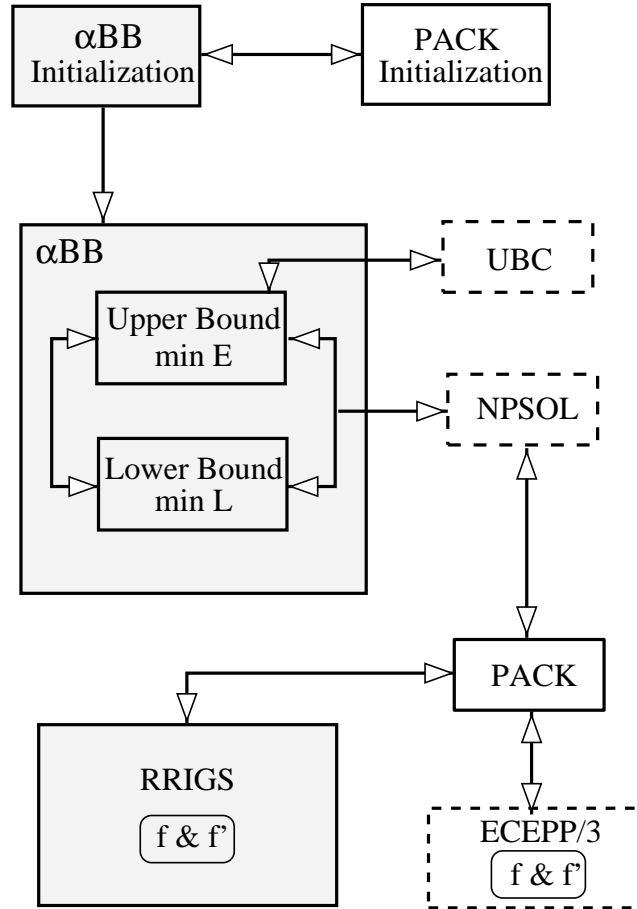 αBB
Initialization
PACK
Initialization
αBB
UBC
Upper Bound
min E
NPSOL
Lower Bound
min L
PACK
RRIGS
f & f’
ECEPP/3
f & f’